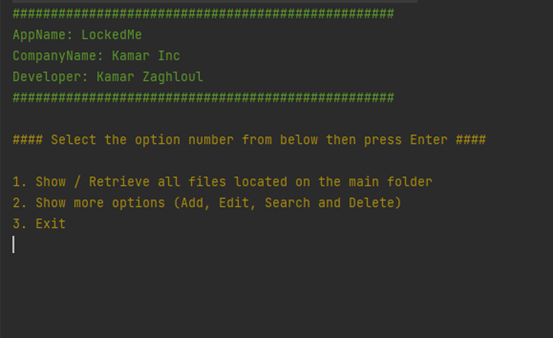 ##################################################
AppName: LockedMe
CompanyName: Kamar Inc
Developer: Kamar Zaghloul
##################################################
#### Select the option number from below then press Enter ####
1. Show / Retrieve all files located on the main folder
2. Show more options (Add, Edit, Search and Delete)
3. Exit